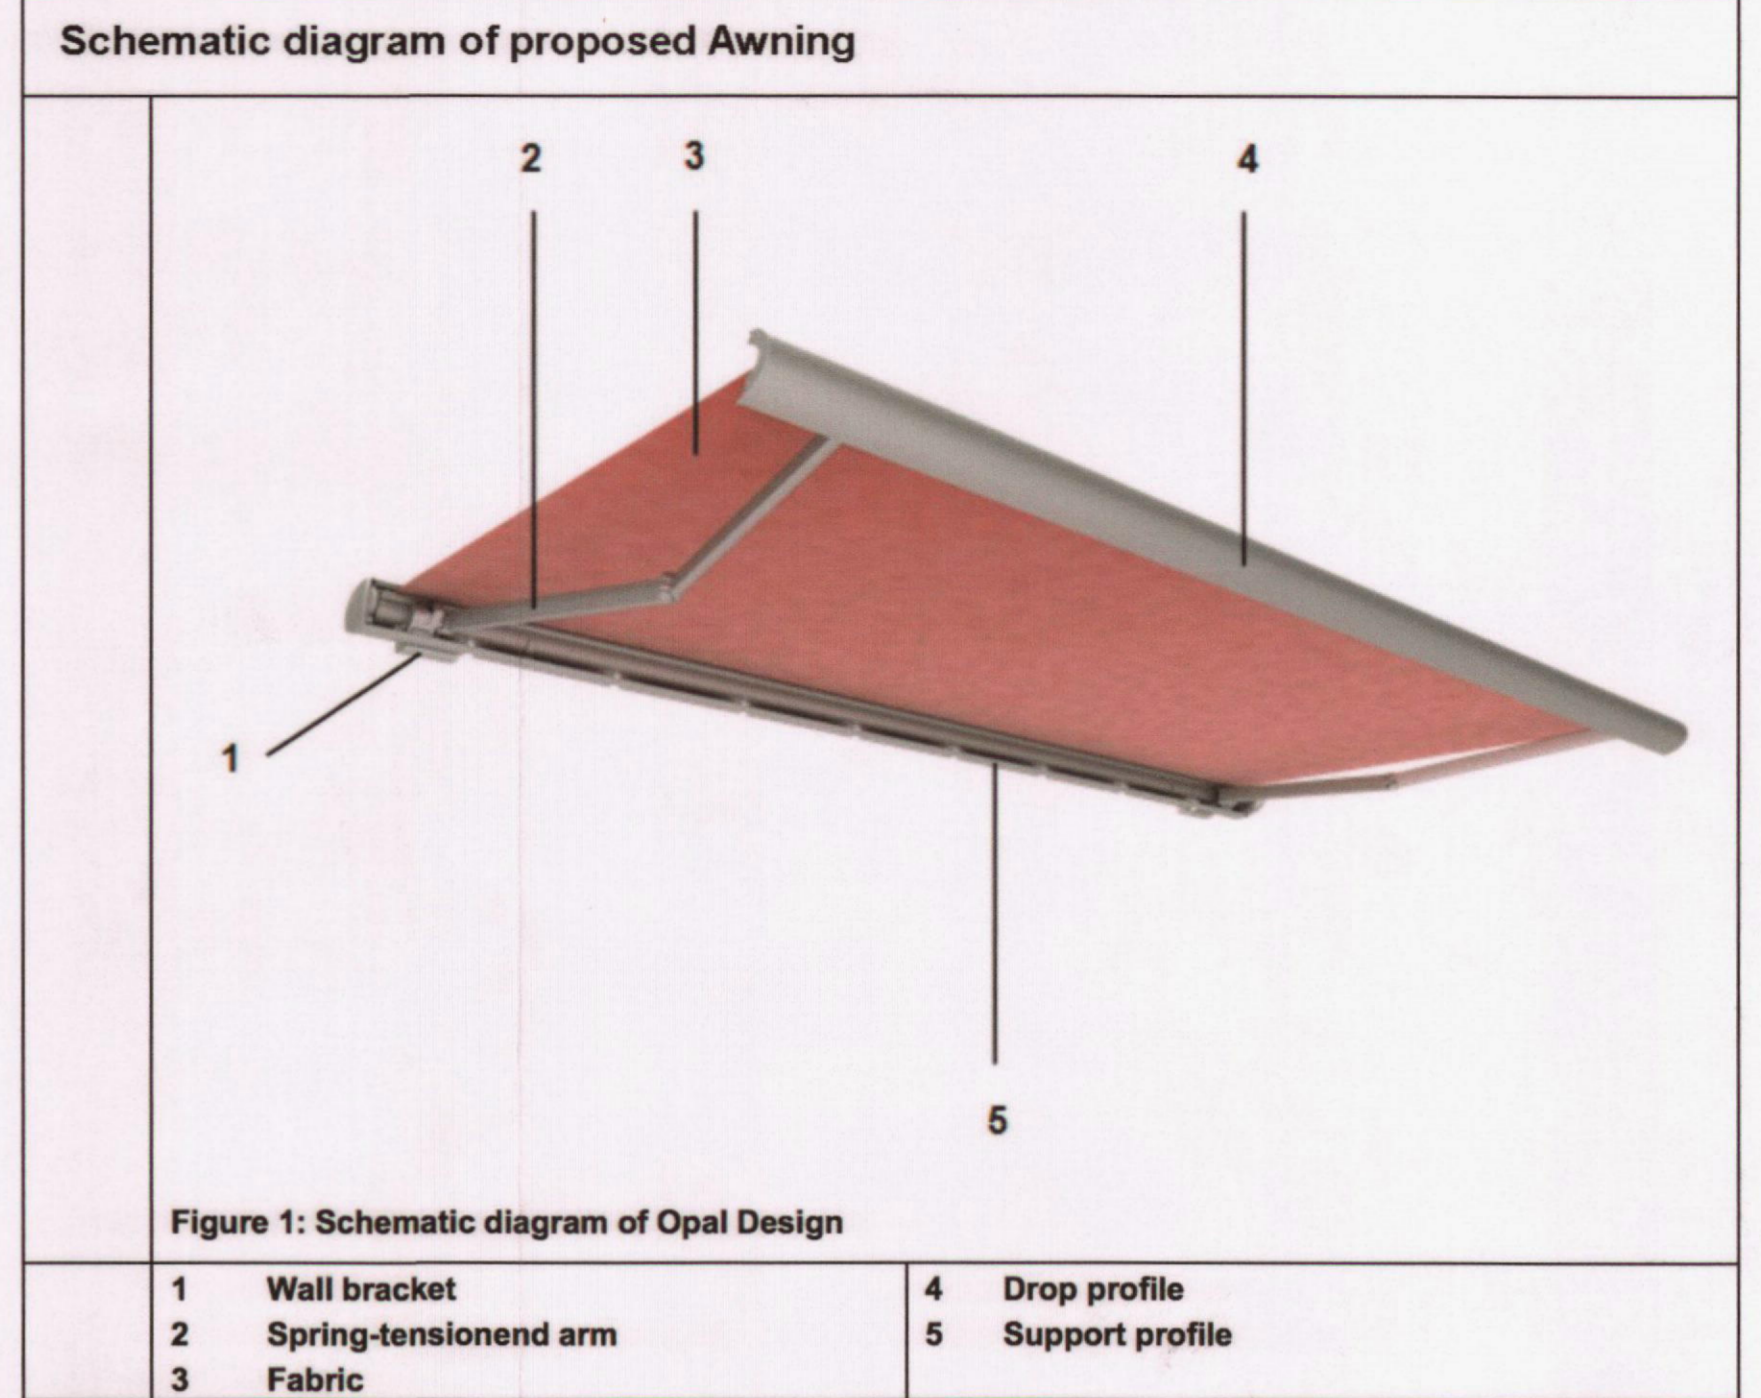 Schematic diagram of proposed Awning
2 3 4
1
5
Figure 1: Schematic diagram of Opal Design
1 Wall bracket
2 Spring-tensionend arm
3 Fabric
4 Drop profile
5 Support profile